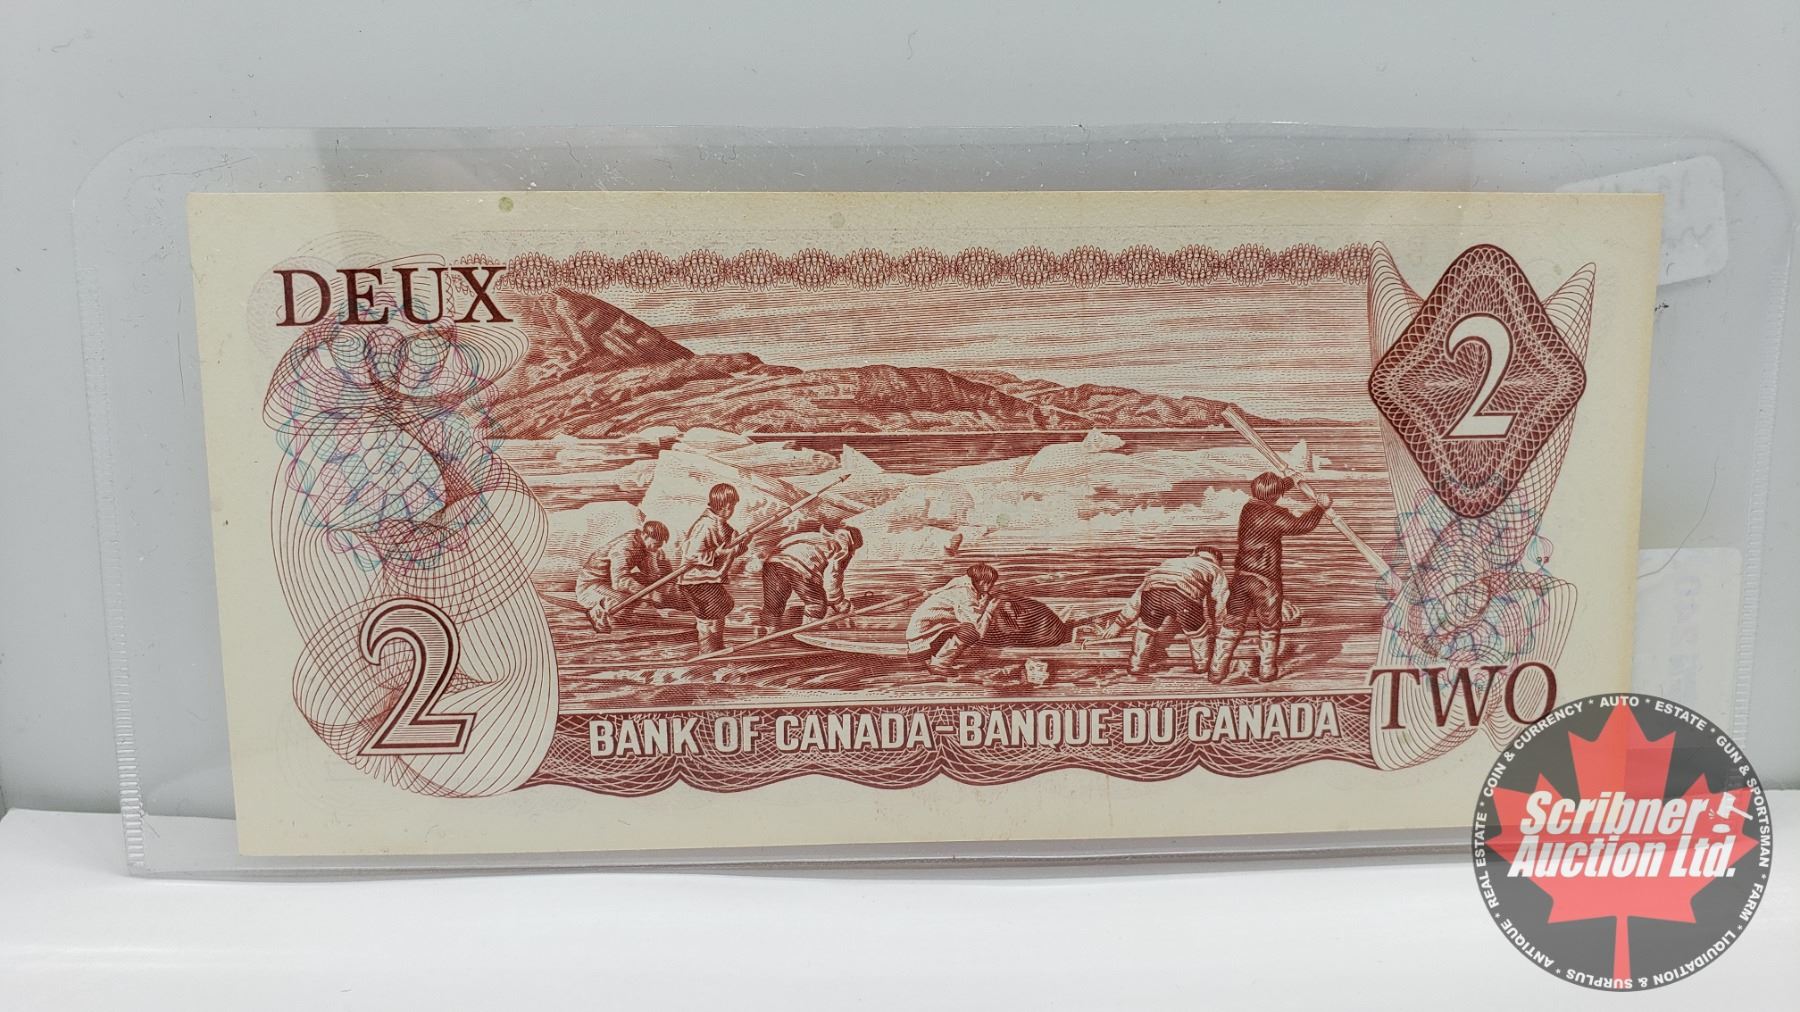 DEUX
2
2
BANK OF CANADA-BANQUE DU CANADA
TWO
Scribner
Auction Ltd.
* COIN & CURRENCY * AUTO * ESTATE * GUN & SPORTSMAN * FARM * LIQUIDATION & SURPLUS * ANTIQUE * REAL ESTATE